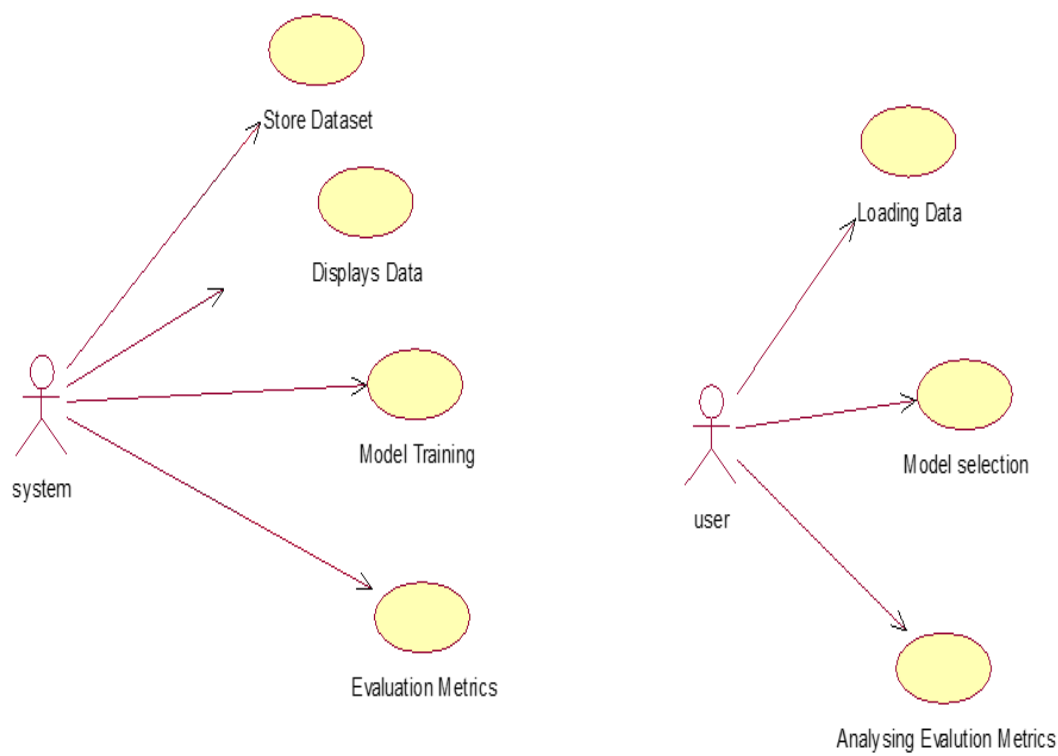 Store Dataset
Displays Data
Model Training
system
Evaluation Metrics
Loading Data
Model selection
user
Analysing Evalution Metrics